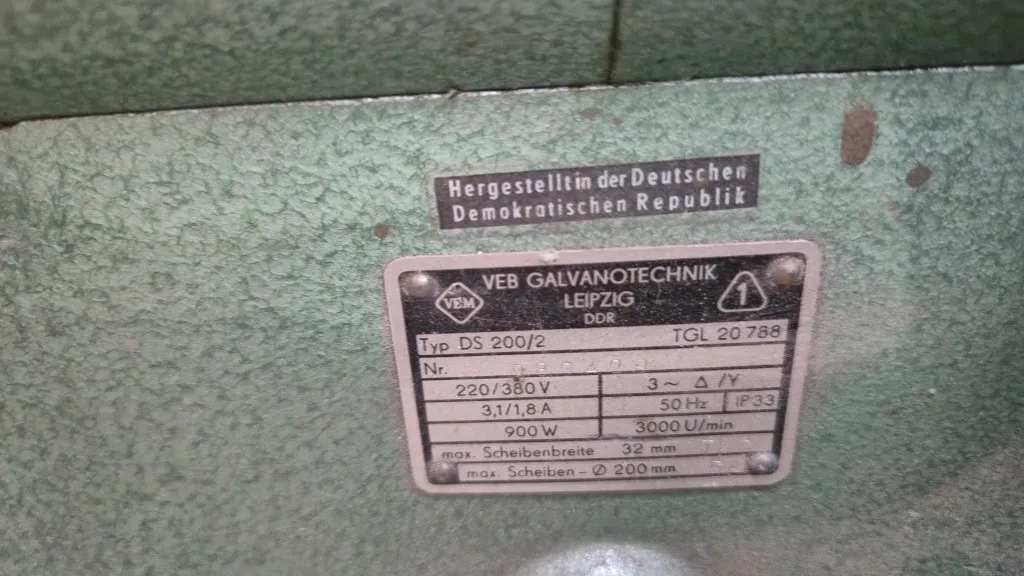 Hergestellt in der Deutschen
Demokratischen Republik
VEB GALVANOTECHNIK
LEIPZIG
DDR
VEM
1
Typ DS 200/2 TGL 20 788
Nr.
220/380 V 3 ~ Δ /Y
3,1/1,8 A 50 Hz IP 33
900 W 3000 U/min
max. Scheibenbreite 32 mm
max. Scheiben - Ø 200 mm